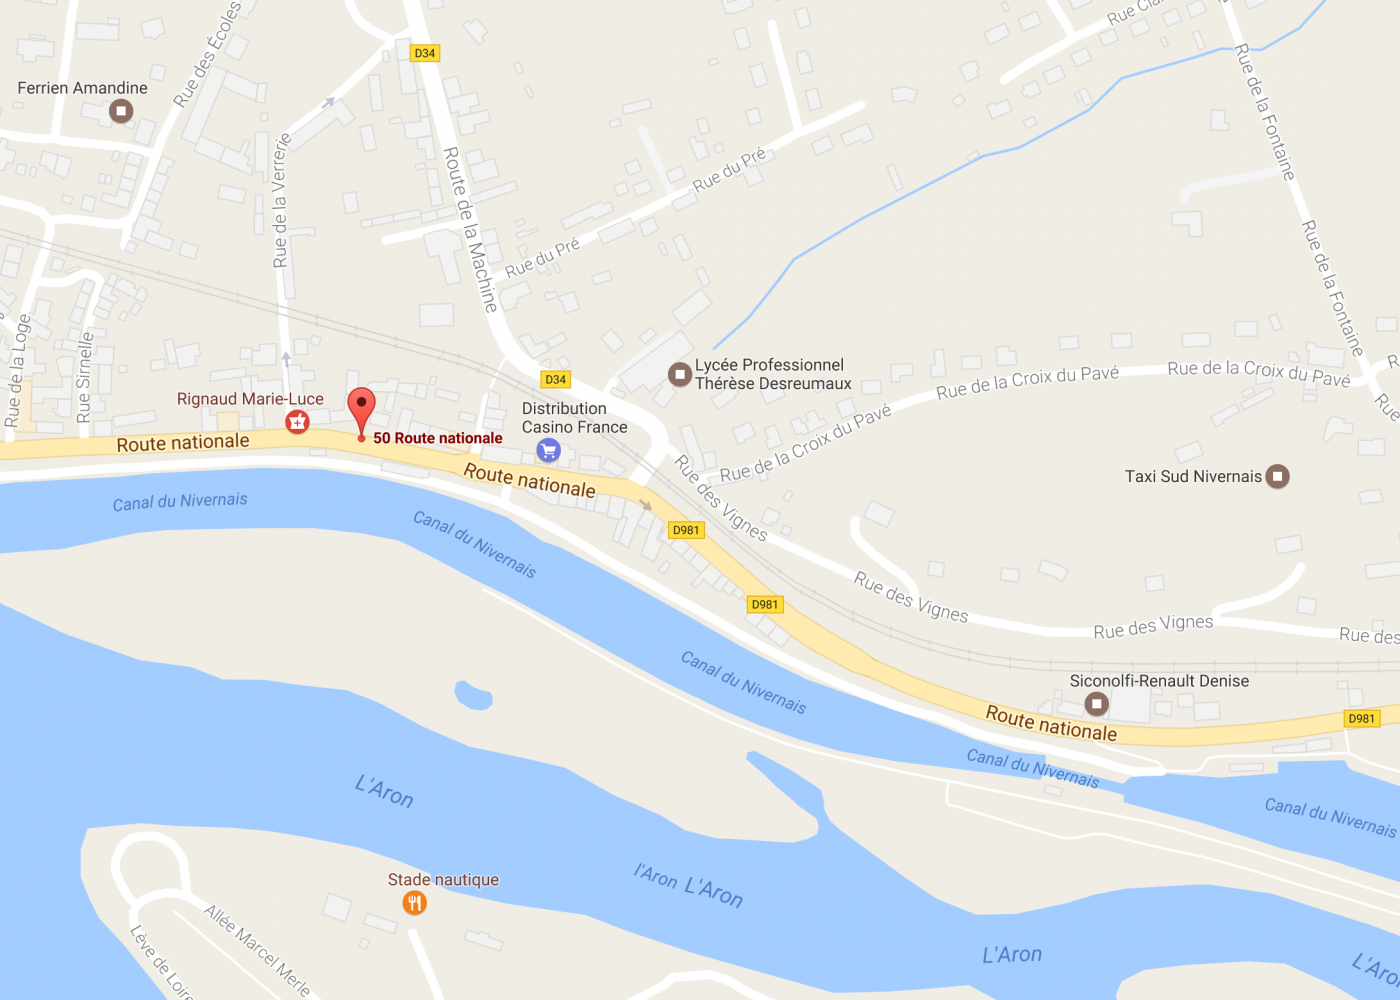 Rue Clai
D34
Rue des Écoles
Ferrien Amandine
Rue de la Fontaine
Rue de la Verrerie
Route de la Machine
Rue du Pré
Rue du Pré
Rue de la Fontaine
Rue de la Loge
Rue Sirnelle
Lycée Professionnel
Thérèse Desreumaux
D34
Rue de la Croix du Pavé
Rue de la Croix du Pavé
R
Rue
Rignaud Marie-Luce
Distribution
Casino France
50 Route nationale
Route nationale
Rue de la Croix du Pavé
Route nationale
Taxi Sud Nivernais
Canal du Nivernais
Rue des Vignes
D981
Canal du Nivernais
Rue des Vignes
D981
Rue des Vignes
Rue des
Canal du Nivernais
Siconolfi-Renault Denise
Route nationale
D981
Canal du Nivernais
L'Aron
Canal du Nivernais
Stade nautique
l'Aron
L'Aron
Allée Marcel Merle
Lève de Loire
L'Aron
L'Aro